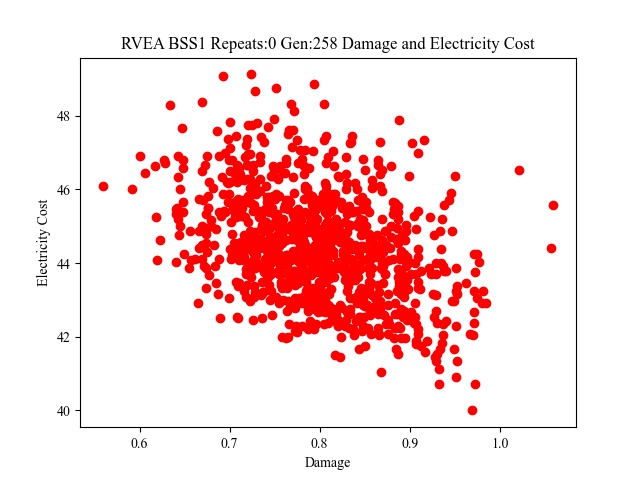 RVEA BSS1 Repeats:0 Gen:258 Damage and Electricity Cost
48
46
44
42
40
Electricity Cost
0.6 0.7 0.8 0.9 1.0
Damage